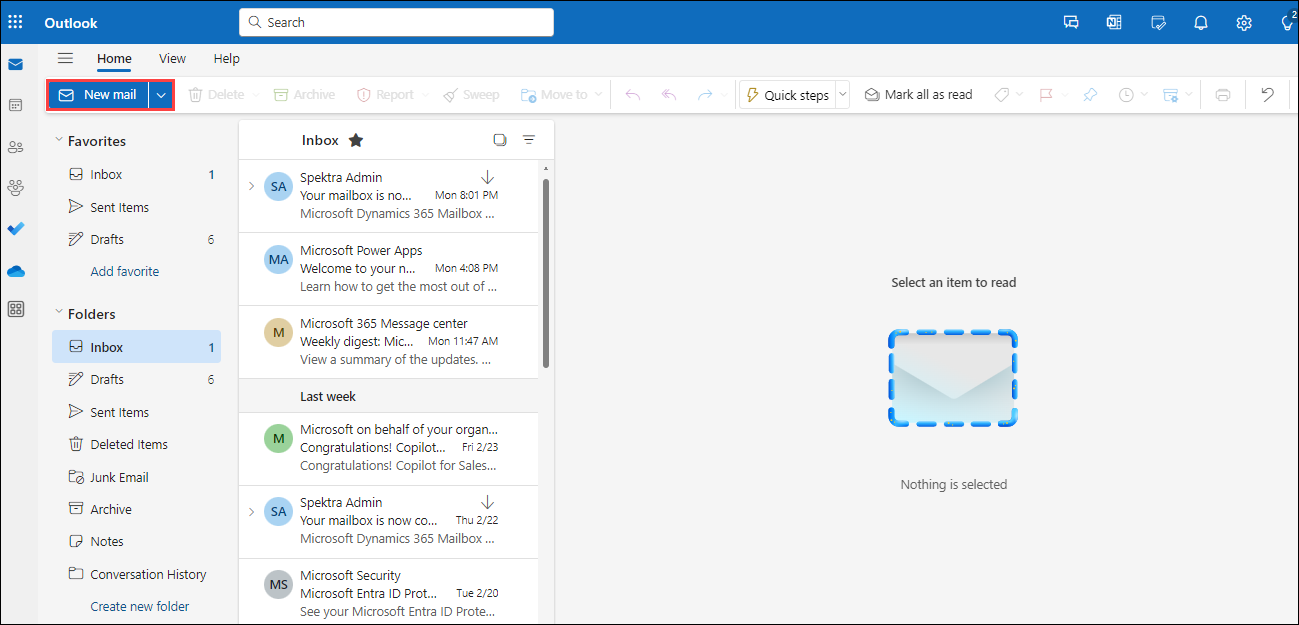 Outlook
Search
2
Home View Help
New mail Delete Archive Report Sweep Move to Quick steps Mark all as read
Favorites
Inbox 1
Sent Items
Drafts 6
Add favorite
Folders
Inbox 1
Drafts 6
Sent Items
Deleted Items
Junk Email
Archive
Notes
Conversation History
Create new folder
Inbox
SA
Spektra Admin
Your mailbox is no... Mon 8:01 PM
Microsoft Dynamics 365 Mailbox ...
MA
Microsoft Power Apps
Welcome to your n... Mon 4:08 PM
Learn how to get the most out of ...
M
Microsoft 365 Message center
Weekly digest: Mic... Mon 11:47 AM
View a summary of the updates. ...
Last week
M
Microsoft on behalf of your organ...
Congratulations! Copilot... Fri 2/23
Congratulations! Copilot for Sales...
SA
Spektra Admin
Your mailbox is now co... Thu 2/22
Microsoft Dynamics 365 Mailbox ...
MS
Microsoft Security
Microsoft Entra ID Prot... Tue 2/20
See your Microsoft Entra ID Prote...
Select an item to read
Nothing is selected